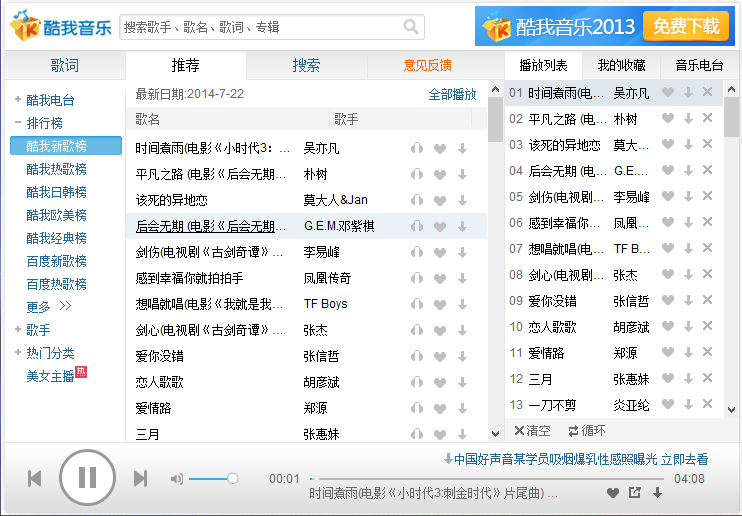 酷我音乐
搜索歌手、歌名、歌词、专辑
酷我音乐2013 免费下载
歌词 推荐 搜索 意见反馈
播放列表 我的收藏 音乐电台
酷我电台
排行榜
酷我新歌榜
酷我热歌榜
酷我日韩榜
酷我欧美榜
酷我经典榜
百度新歌榜
百度热歌榜
更多
歌手
热门分类
美女主播 热
最新日期:2014-7-22 全部播放
歌名 歌手
时间煮雨(电影《小时代3: ... 吴亦凡
平凡之路 (电影《后会无期... 朴树
该死的异地恋 莫大人&Jan
后会无期 (电影《后会无期... G.E.M.邓紫棋
剑伤(电视剧《古剑奇谭》... 李易峰
感到幸福你就拍拍手 凤凰传奇
想唱就唱(电影《我就是我... TF Boys
剑心(电视剧《古剑奇谭》... 张杰
爱你没错 张信哲
恋人歌歌 胡彦斌
爱情路 郑源
三月 张惠妹
01 时间煮雨(电... 吴亦凡
02 平凡之路 (电... 朴树
03 该死的异地恋 莫大...
04 后会无期 (电... G.E....
05 剑伤(电视剧... 李易峰
06 感到幸福你... 凤凰...
07 想唱就唱(电... TF B...
08 剑心(电视剧... 张杰
09 爱你没错 张信哲
10 恋人歌歌 胡彦斌
11 爱情路 郑源
12 三月 张惠妹
13 一刀不剪 炎亚纶
清空 循环
中国好声音某学员吸烟爆乳性感照曝光 立即去看
00:01 04:08
时间煮雨(电影《小时代3:刺金时代》片尾曲) ...